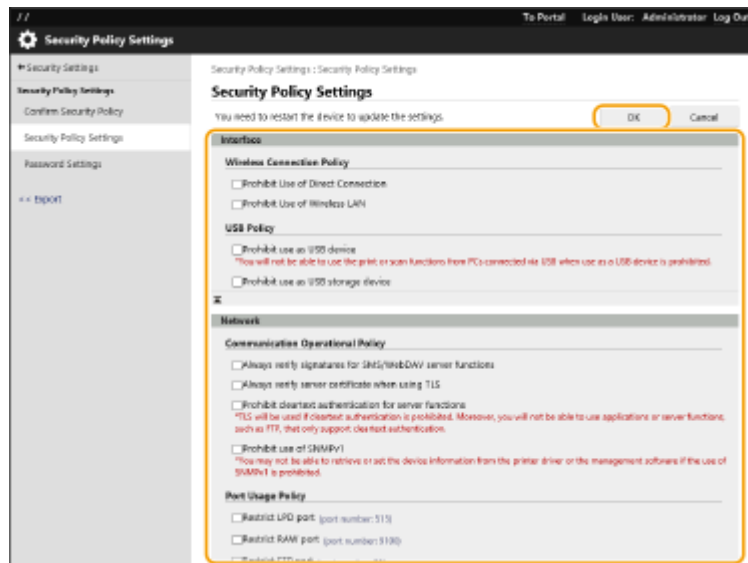 //
To Portal Login User: Administrator Log Ou
Security Policy Settings
Security Settings
Security Policy Settings : Security Policy Settings
Security Policy Settings
Security Policy Settings
Confirm Security Policy
You need to restart the device to update the settings.
OK
Cancel
Security Policy Settings
Interface
Password Settings
Wireless Connection Policy
Prohibit Use of Direct Connection
<< Export
Prohibit Use of Wireless LAN
USB Policy
Prohibit use as USB device
*You will not be able to use the print or scan functions from PCs connected via USB when use as a USB device is prohibited.
Prohibit use as USB storage device
Network
Communication Operational Policy
Always verify signatures for SMS/WebDAV server functions
Always verify server certificate when using TLS
Prohibit cleartext authentication for server functions
*TLS will be used if cleartext authentication is prohibited. Moreover, you will not be able to use applications or server functions,
such as FTP, that only support cleartext authentication.
Prohibit use of SNMPv1
*You may not be able to retrieve or set the device information from the printer driver or the management software if the use of
SNMPv1 is prohibited.
Port Usage Policy
Restrict LPD port (port number: 515)
Restrict RAW port (port number: 9100)